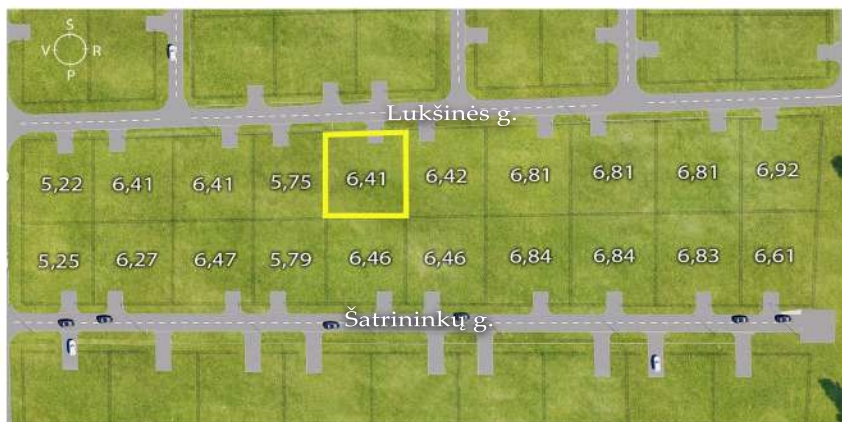 Š
V R
P
Lukšinės g.
5,22 6,41 6,41 5,75 6,41 6,42 6,81 6,81 6,81 6,92
5,25 6,27 6,47 5,79 6,46 6,46 6,84 6,84 6,83 6,61
Šatrininkų g.